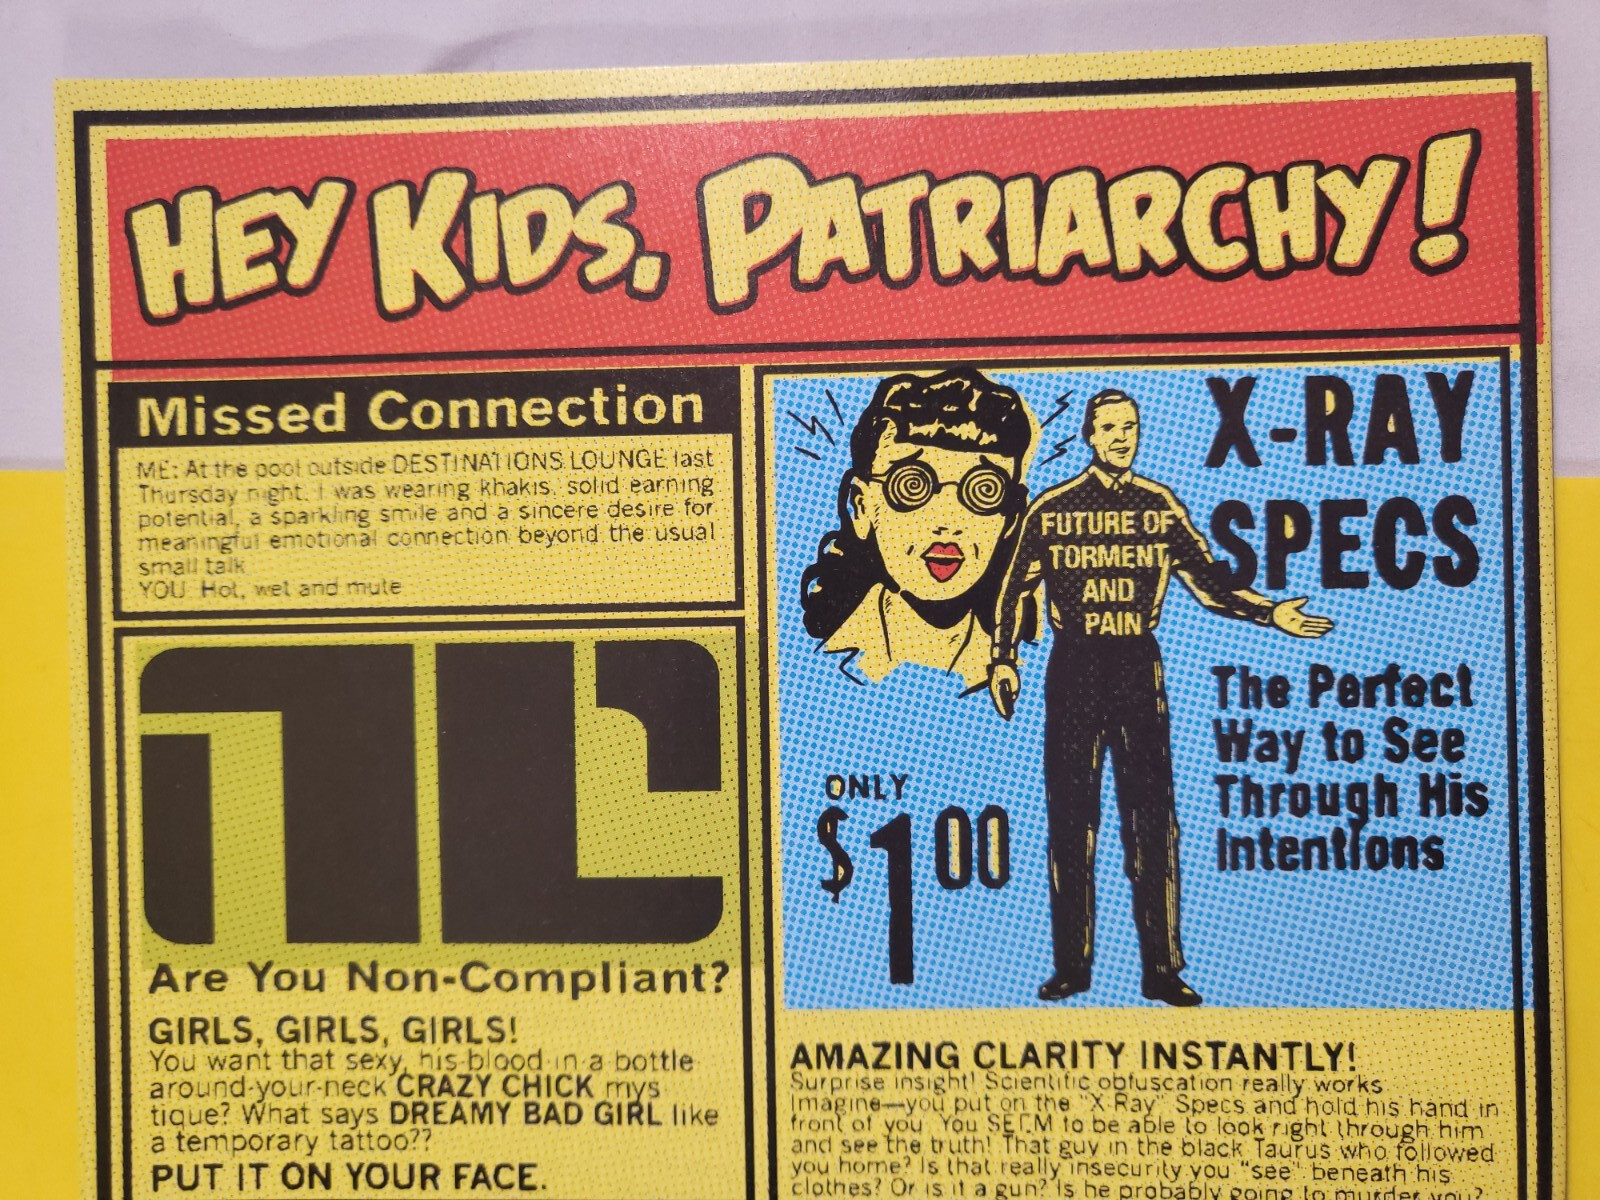 HEY KIDS, PATRIARCHY!
Missed Connection
ME: At the pool outside DESTINATIONS LOUNGE last
Thursday night. I was wearing khakis, solid earning
potential, a sparkling smile and a sincere desire for
meaningful emotional connection beyond the usual
small talk
YOU Hot, wet and mute
NC
Are You Non-Compliant?
GIRLS, GIRLS, GIRLS!
You want that sexy, his-blood-in-a-bottle-
around-your-neck CRAZY CHICK mys
tique? What says DREAMY BAD GIRL like
a temporary tattoo??
PUT IT ON YOUR FACE.
X-RAY
SPECS
FUTURE OF
TORMENT
AND
PAIN
The Perfect
Way to See
Through His
Intentions
ONLY
$1.00
AMAZING CLARITY INSTANTLY!
Surprise insight! Scientific obfuscation really works
Imagine—you put on the "X Ray" Specs and hold his hand in
front of you You SEEM to be able to look right through him
and see the truth! That guy in the black Taurus who followed
you home? Is that really insecurity you "see" beneath his
clothes? Or is it a gun? Is he probably going to murder you?